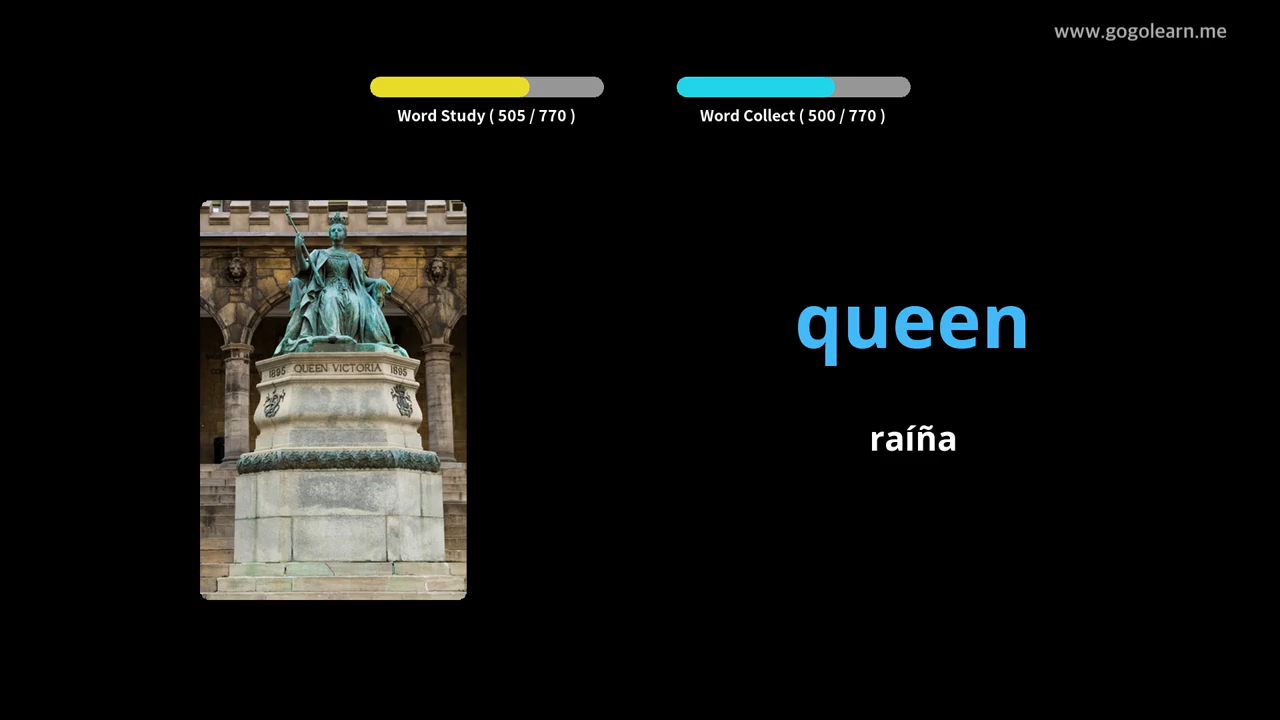 www.gogolearn.me
Word Study ( 505 / 770 )
Word Collect ( 500 / 770 )
1895 QUEEN VICTORIA 1895
queen
raíña